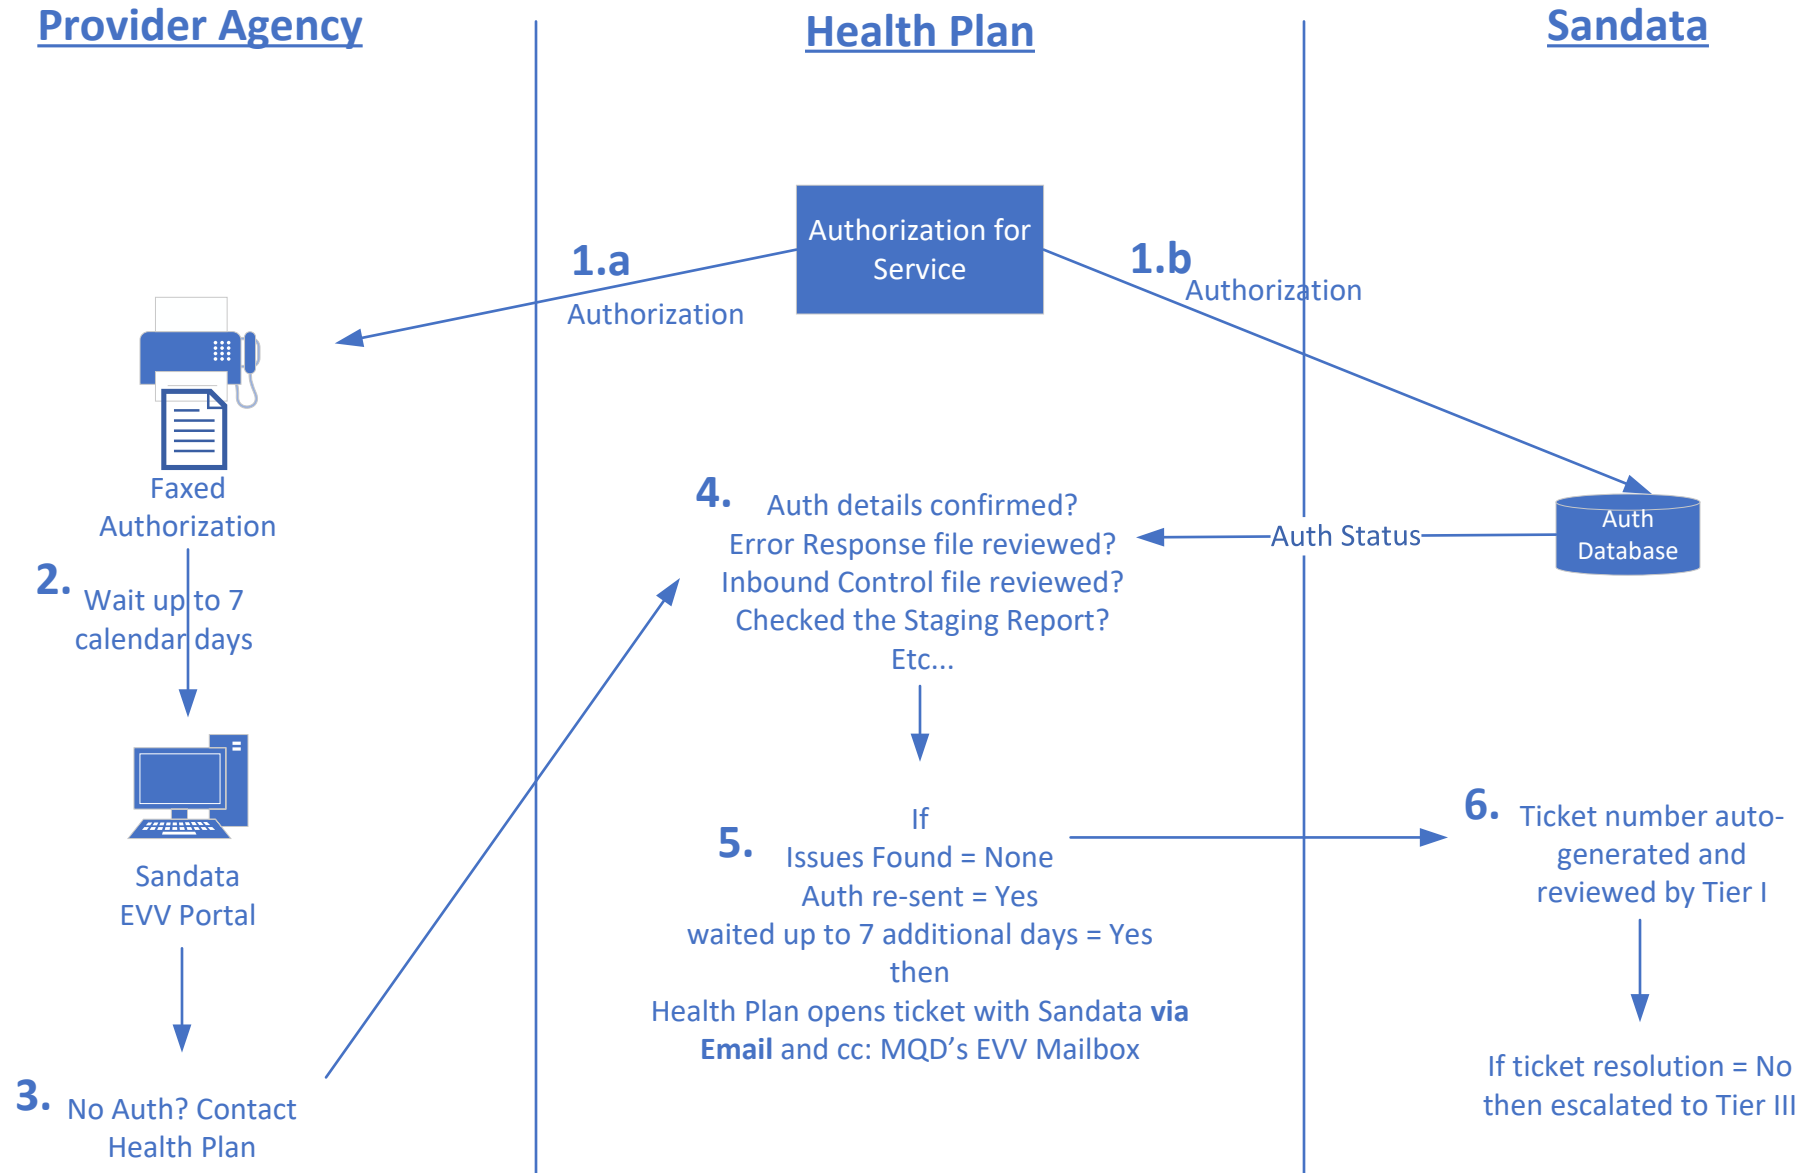 Provider Agency
Health Plan
Sandata
Authorization for
Service
1.a
Authorization
1.b
Authorization
Faxed
Authorization
2.
Wait up to 7
calendar days
Sandata
EVV Portal
3.
No Auth? Contact
Health Plan
4.
Auth details confirmed?
Error Response file reviewed?
Inbound Control file reviewed?
Checked the Staging Report?
Etc...
Auth Status
Auth
Database
5.
If
Issues Found = None
Auth re-sent = Yes
waited up to 7 additional days = Yes
then
Health Plan opens ticket with Sandata via
Email and cc: MQD’s EVV Mailbox
6.
Ticket number auto-
generated and
reviewed by Tier I
If ticket resolution = No
then escalated to Tier III